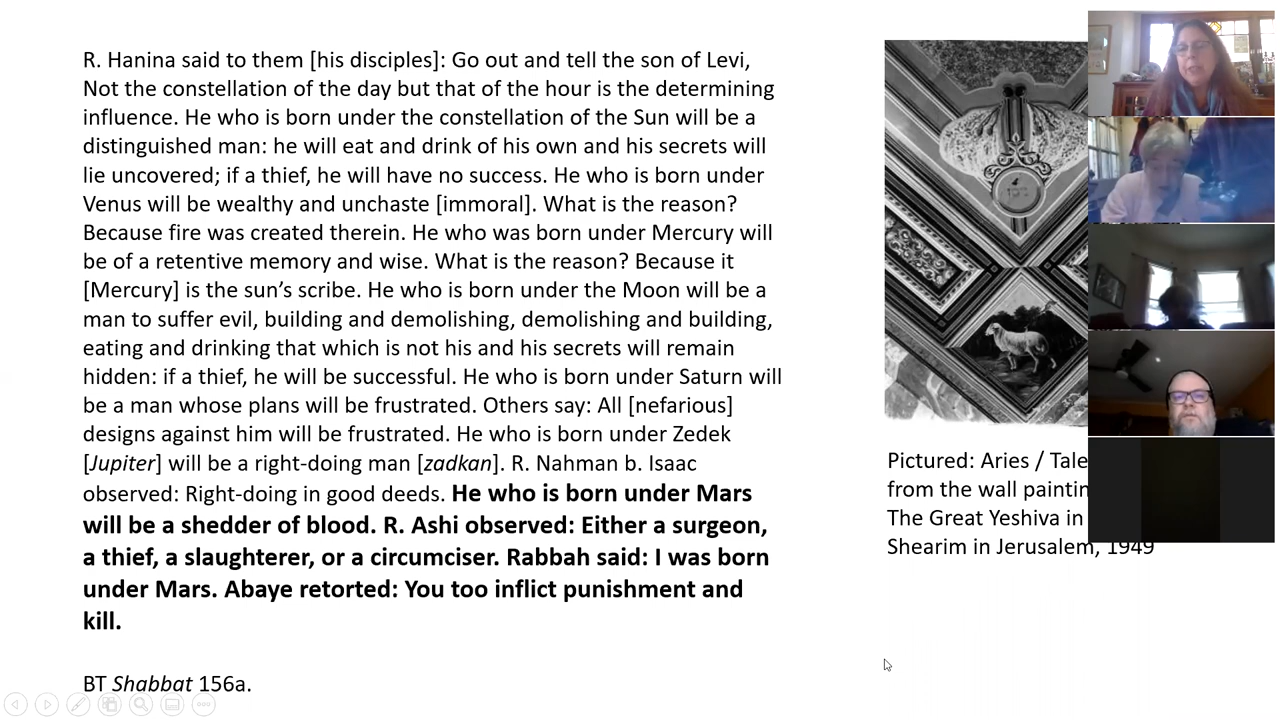 R. Hanina said to them [his disciples]: Go out and tell the son of Levi,
Not the constellation of the day but that of the hour is the determining
influence. He who is born under the constellation of the Sun will be a
distinguished man: he will eat and drink of his own and his secrets will
lie uncovered; if a thief, he will have no success. He who is born under
Venus will be wealthy and unchaste [immoral]. What is the reason?
Because fire was created therein. He who was born under Mercury will
be of a retentive memory and wise. What is the reason? Because it
[Mercury] is the sun’s scribe. He who is born under the Moon will be a
man to suffer evil, building and demolishing, demolishing and building,
eating and drinking that which is not his and his secrets will remain
hidden: if a thief, he will be successful. He who is born under Saturn will
be a man whose plans will be frustrated. Others say: All [nefarious]
designs against him will be frustrated. He who is born under Zedek
[Jupiter] will be a right-doing man [zadkan]. R. Nahman b. Isaac
observed: Right-doing in good deeds. He who is born under Mars
will be a shedder of blood. R. Ashi observed: Either a surgeon,
a thief, a slaughterer, or a circumciser. Rabbah said: I was born
under Mars. Abaye retorted: You too inflict punishment and
kill.
BT Shabbat 156a.
Pictured: Aries / Tale
from the wall paintin
The Great Yeshiva in
Shearim in Jerusalem, 1949